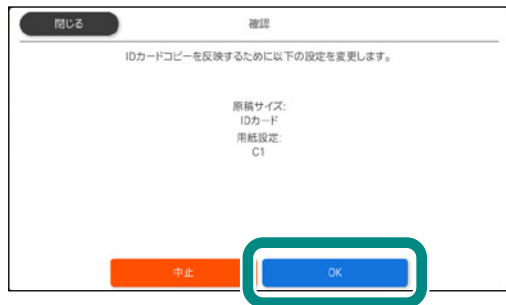 閉じる
確認
IDカードコピーを反映するために以下の設定を変更します。
原稿サイズ:
IDカード
用紙設定:
C1
中止
OK